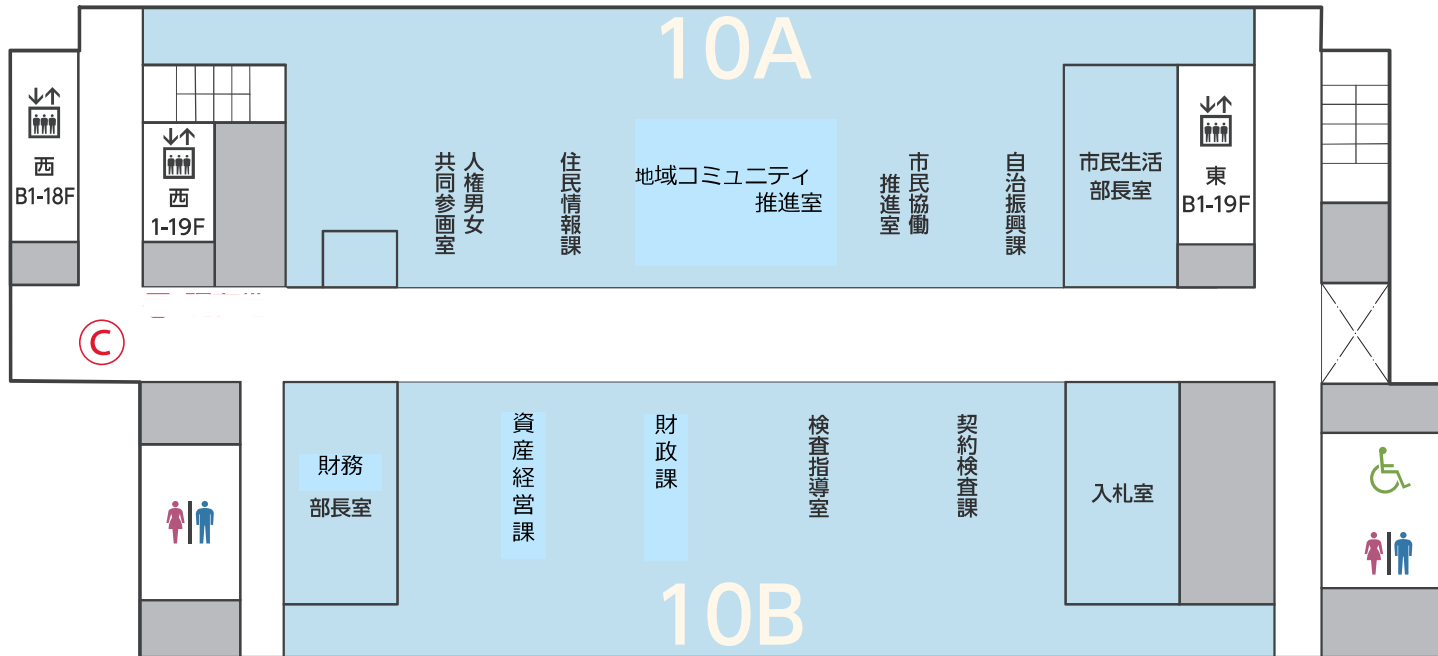 10A
西
B1-18F
西
1-19F
人権男女
共同参画室
住民情報課
地域コミュニティ
推進室
市民協働
推進室
自治振興課
市民生活
部長室
東
B1-19F
C
財務
部長室
資産経営課
財政課
検査指導室
契約検査課
入札室
10B